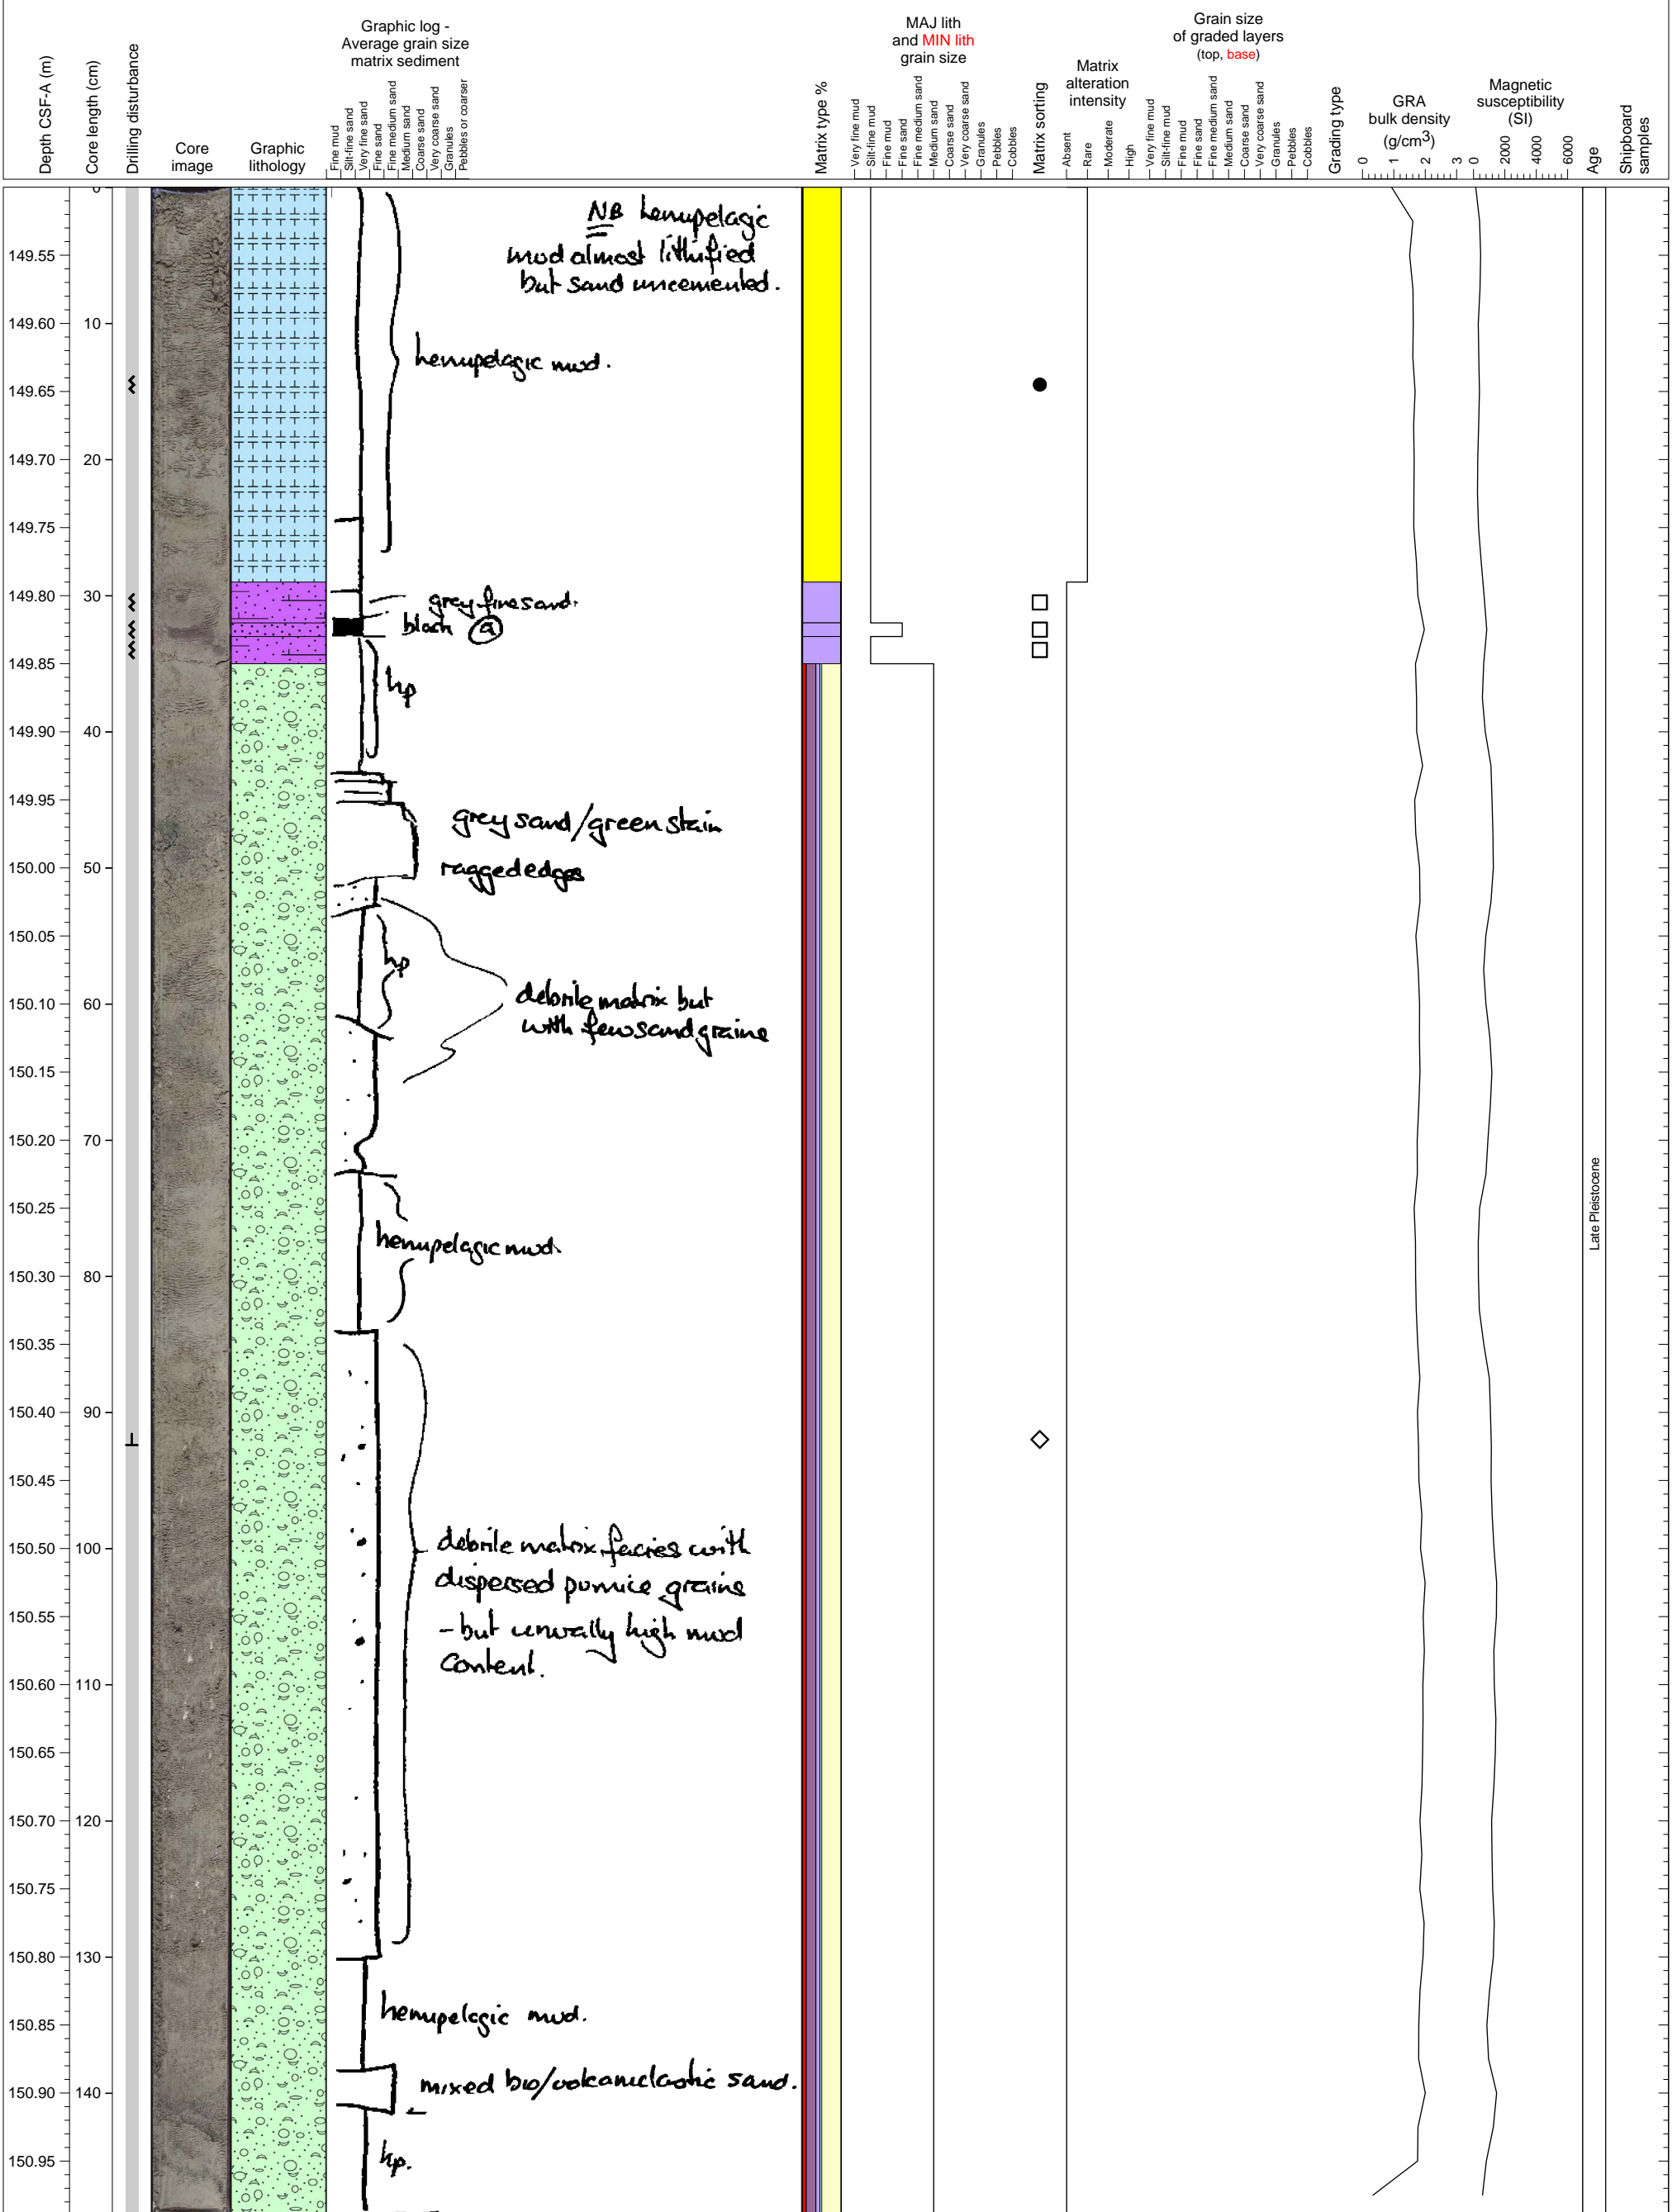 Depth CSF-A (m)
Core length (cm)
Drilling disturbance
Core
image
Graphic
lithology
Graphic log -
Average grain size
matrix sediment
Fine mud
Silt-fine sand
Very fine sand
Fine sand
Fine medium sand
Medium sand
Coarse sand
Very coarse sand
Granules
Pebbles or coarser
Matrix type %
MAJ lith
and MIN lith
grain size
Very fine mud
Silt-fine mud
Fine mud
Fine sand
Fine medium sand
Medium sand
Coarse sand
Very coarse sand
Granules
Pebbles
Cobbles
Matrix sorting
Matrix
alteration
intensity
Absent
Rare
Moderate
High
Grain size
of graded layers
(top, base)
Very fine mud
Silt-fine mud
Fine mud
Fine sand
Fine medium sand
Medium sand
Coarse sand
Very coarse sand
Granules
Pebbles
Cobbles
Grading type
GRA
bulk density
(g/cm3)
0 1 2 3
Magnetic
susceptibility
(SI)
0 2000 4000 6000
Age
Shipboard
samples
0
NB hemipelagic
mud almost lithified
but sand uncemented.
149.55
149.60 10
hemipelagic mud.
149.65
149.70 20
149.75
149.80 30
grey fine sand.
black a
149.85
hp
149.90 40
149.95
grey sand/green stain
150.00 50
ragged edges
150.05
hp
150.10 60
debrite matrix but
with few sand grains
150.15
150.20 70
150.25
hemipelagic mud.
150.30 80
150.35
150.40 90
150.45
150.50 100
debrite matrix facies with
dispersed pumice grains
150.55
- but unusually high mud
content.
150.60 110
150.65
150.70 120
150.75
150.80 130
150.85
hemipelagic mud.
150.90 140
mixed bio/volcaniclastic sand.
150.95
hp.
Late Pleistocene